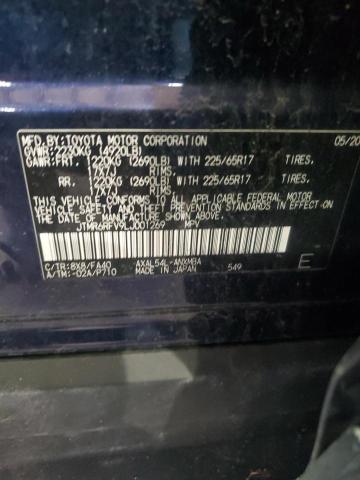 MFD.BY:TOYOTA MOTOR CORPORATION 05/20
GVWR:2230KG (4920LB)
GAWR:FRT. 1220KG (2690LB) WITH 225/65R17 TIRES,
17X7J RIMS,
RR. 1220KG (2690LB) WITH 225/65R17 TIRES,
17X7J RIMS,
THIS VEHICLE CONFORMS TO ALL APPLICABLE FEDERAL MOTOR
VEHICLE SAFETY, BUMPER, AND THEFT PREVENTION STANDARDS IN EFFECT
ON THE DATE OF MANUFACTURE SHOWN ABOVE.
JTMR6RFV9LJ001269 MPV
C/TR:8X8/FA40 AXAL54L-ANXMBA
A/TM:-02A/P710 MADE IN JAPAN 549 E